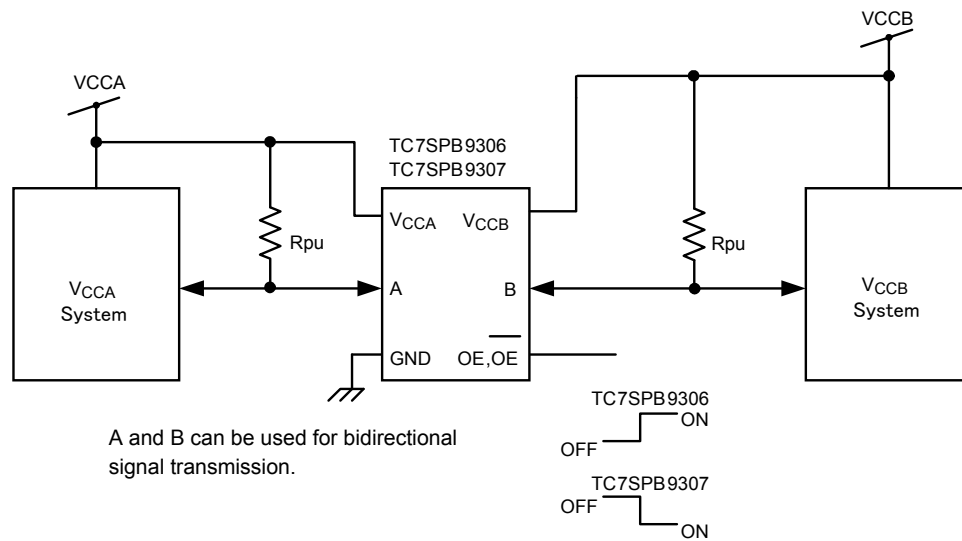 VCCB
VCCA
TC7SPB9306
TC7SPB9307
VCCA VCCB
Rpu
Rpu
VCCA
System
A B
VCCB
System
GND OE,OE
TC7SPB9306
ON
OFF
A and B can be used for bidirectional
signal transmission.
TC7SPB9307
OFF
ON